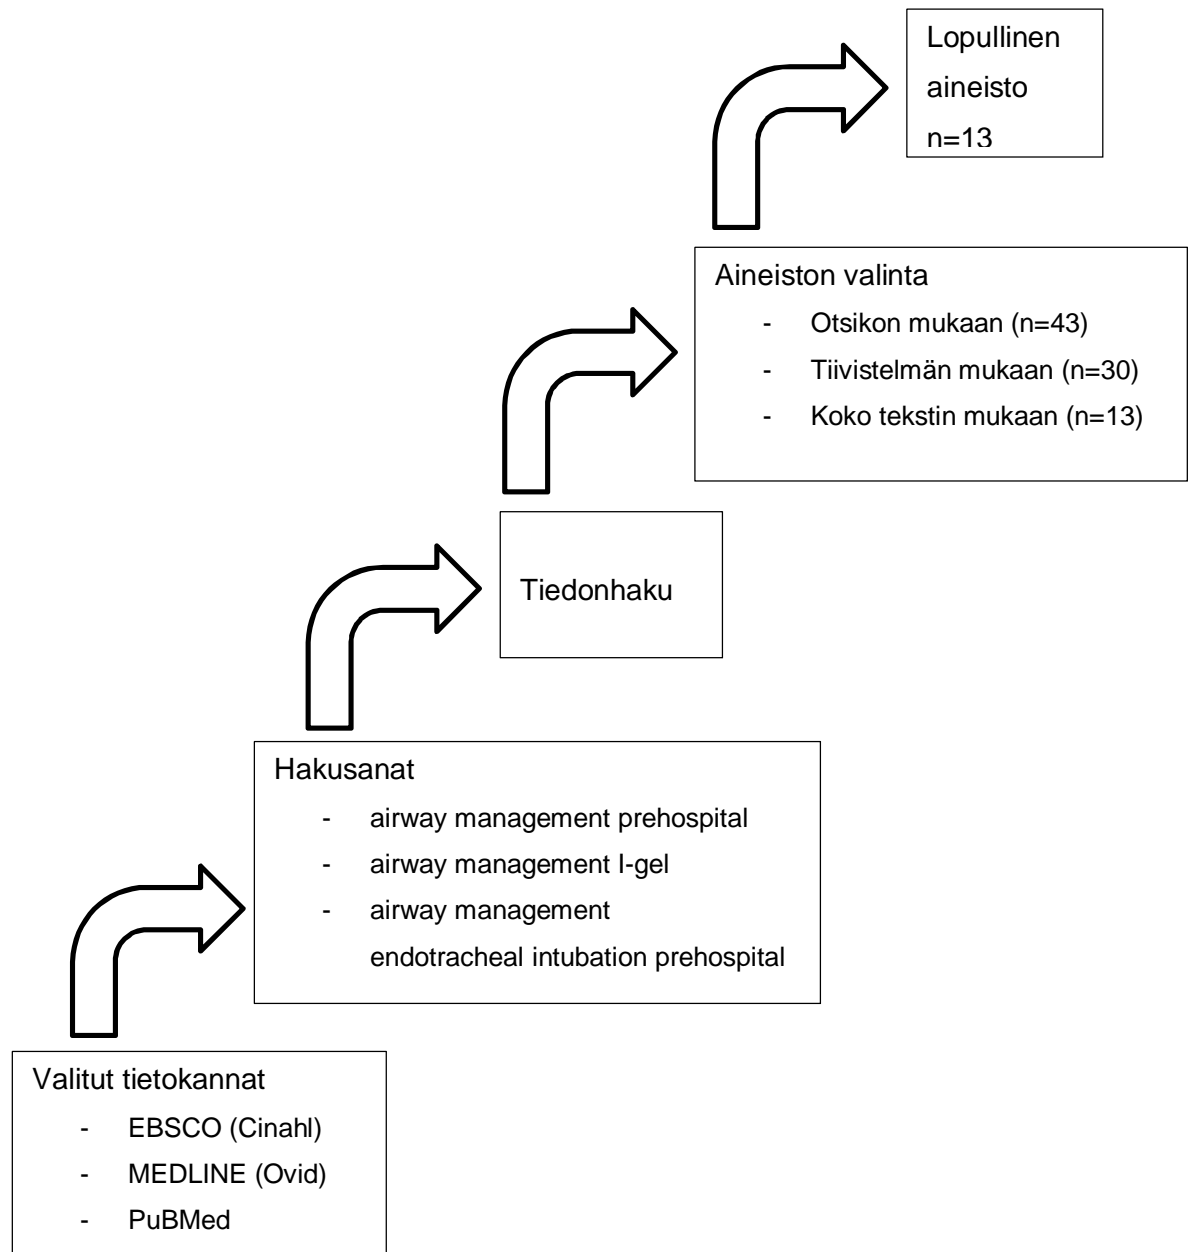 Lopullinen
aineisto
n=13
Aineiston valinta
- Otsikon mukaan (n=43)
- Tiivistelmän mukaan (n=30)
- Koko tekstin mukaan (n=13)
Tiedonhaku
Hakusanat
- airway management prehospital
- airway management I-gel
- airway management
endotracheal intubation prehospital
Valitut tietokannat
- EBSCO (Cinahl)
- MEDLINE (Ovid)
- PuBMed